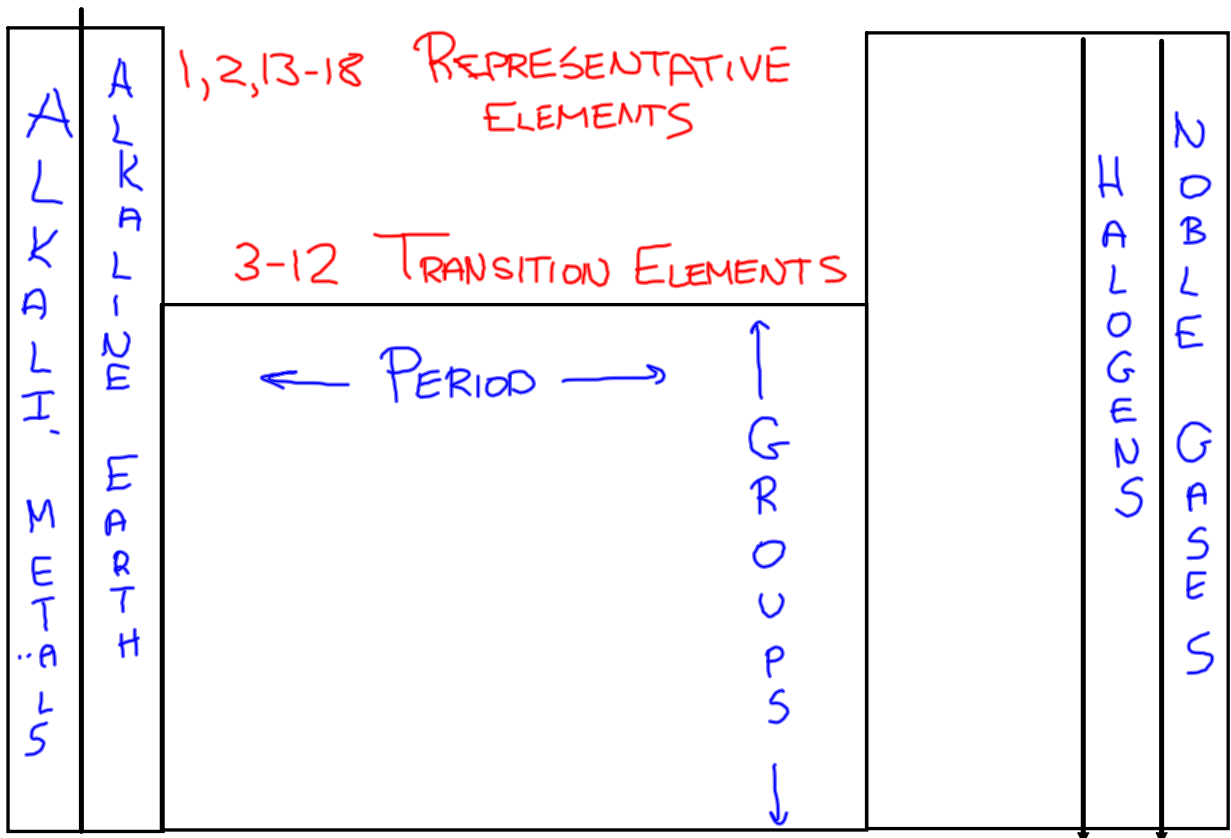 ALKALI METALS
ALKALINE EARTH
1,2,13-18 REPRESENTATIVE
ELEMENTS
3-12 TRANSITION ELEMENTS
← PERIOD →
GROUPS
HALOGENS
NOBLE GASES